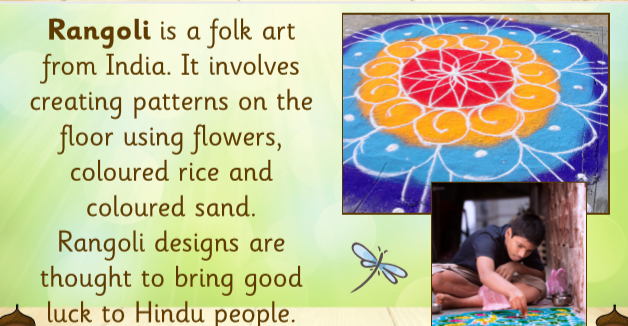 Rangoli is a folk art
from India. It involves
creating patterns on the
floor using flowers,
coloured rice and
coloured sand.
Rangoli designs are
thought to bring good
luck to Hindu people.